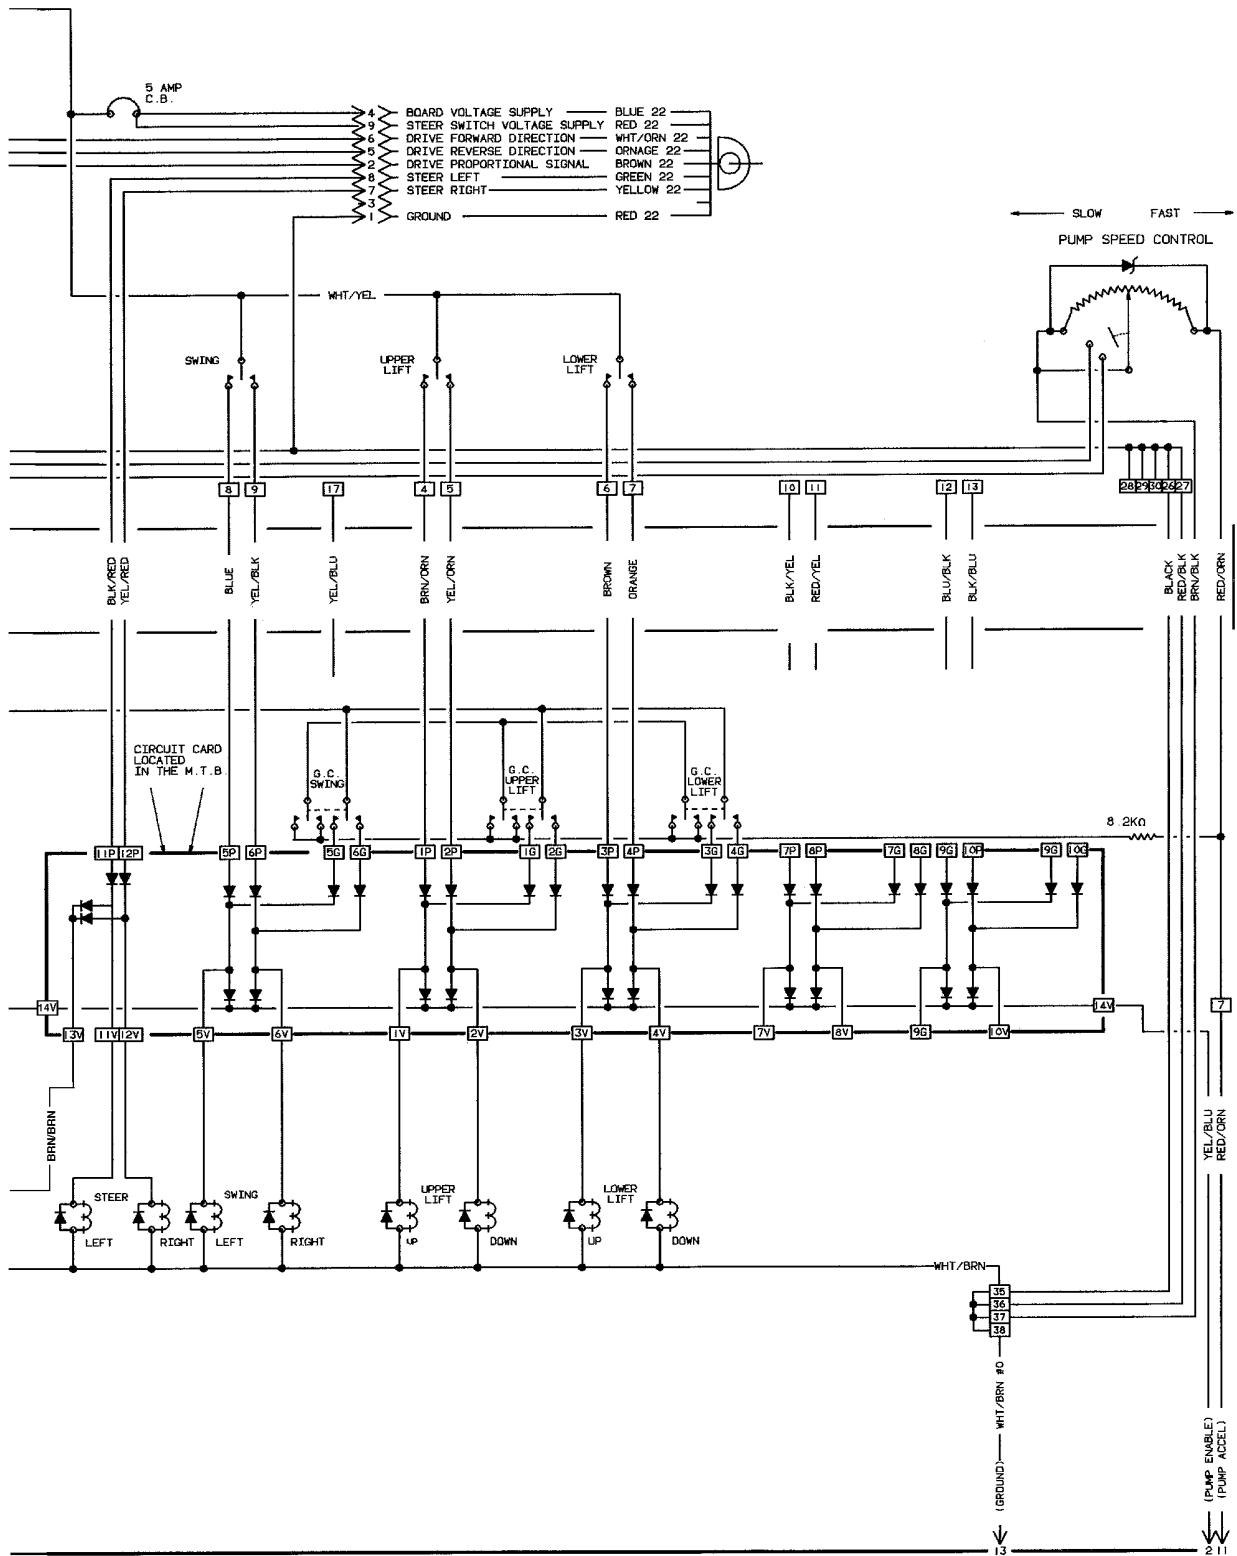 5 AMP
C.B.
4 BOARD VOLTAGE SUPPLY BLUE 22
9 STEER SWITCH VOLTAGE SUPPLY RED 22
6 DRIVE FORWARD DIRECTION WHT/ORN 22
5 DRIVE REVERSE DIRECTION ORNAGE 22
2 DRIVE PROPORTIONAL SIGNAL BROWN 22
8 STEER LEFT GREEN 22
7 STEER RIGHT YELLOW 22
3
1 GROUND RED 22
SLOW FAST
PUMP SPEED CONTROL
WHT/YEL
SWING
UPPER
LIFT
LOWER
LIFT
8 9 17 4 5 6 7 10 11 12 13 28 29 30 26 27
BLK/RED
YEL/RED
BLUE
YEL/BLK
YEL/BLU
BRN/ORN
YEL/ORN
BROWN
ORANGE
BLK/YEL
RED/YEL
BLU/BLK
BLK/BLU
BLACK
RED/BLK
BRN/BLK
RED/ORN
CIRCUIT CARD
LOCATED
IN THE M.T.B.
G.C.
SWING
G.C.
UPPER
LIFT
G.C.
LOWER
LIFT
8.2KΩ
11P 12P 5P 6P 5G 6G 1P 2P 1G 2G 3P 4P 3G 4G 7P 8P 7G 8G 9G 10P 9G 10G
14V 14V 7
13V 11V 12V 5V 6V 1V 2V 3V 4V 7V 8V 9G 10V
BRN/BRN
YEL/BLU
RED/ORN
STEER
LEFT
RIGHT
SWING
LEFT
RIGHT
UPPER
LIFT
UP
DOWN
LOWER
LIFT
UP
DOWN
WHT/BRN
35
36
37
38
WHT/BRN #0
(GROUND)
(PUMP ENABLE)
(PUMP ACCEL)
13 2 11